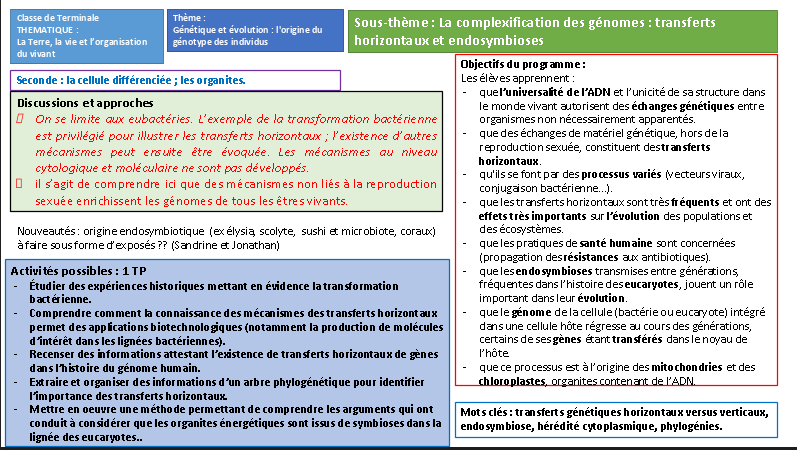 Classe de Terminale
THEMATIQUE :
La Terre, la vie et l'organisation
du vivant
Thème :
Génétique et évolution : l'origine du
génotype des individus
Sous-thème : La complexification des génomes : transferts
horizontaux et endosymbioses
Seconde : la cellule différenciée ; les organites.
Discussions et approches
On se limite aux eubactéries. L'exemple de la transformation bactérienne
est privilégié pour illustrer les transferts horizontaux ; l'existence d'autres
mécanismes peut ensuite être évoquée. Les mécanismes au niveau
cytologique et moléculaire ne sont pas développés.
il s'agit de comprendre ici que des mécanismes non liés à la reproduction
sexuée enrichissent les génomes de tous les êtres vivants.
Nouveautés : origine endosymbiotique (ex élysia, scolyte, sushi et microbiote, coraux)
à faire sous forme d'exposés ?? (Sandrine et Jonathan)
Activités possibles : 1 TP
- Étudier des expériences historiques mettant en évidence la transformation
bactérienne.
- Comprendre comment la connaissance des mécanismes des transferts horizontaux
permet des applications biotechnologiques (notamment la production de molécules
d'intérêt dans les lignées bactériennes).
- Recenser des informations attestant l'existence de transferts horizontaux de gènes
dans l'histoire du génome humain.
- Extraire et organiser des informations d'un arbre phylogénétique pour identifier
l'importance des transferts horizontaux.
- Mettre en oeuvre une méthode permettant de comprendre les arguments qui ont
conduit à considérer que les organites énergétiques sont issus de symbioses dans la
lignée des eucaryotes..
Objectifs du programme :
Les élèves apprennent :
- que l'universalité de l'ADN et l'unicité de sa structure dans
le monde vivant autorisent des échanges génétiques entre
organismes non nécessairement apparentés.
- que des échanges de matériel génétique, hors de la
reproduction sexuée, constituent des transferts
horizontaux.
- qu'ils se font par des processus variés (vecteurs viraux,
conjugaison bactérienne...).
- que les transferts horizontaux sont très fréquents et ont des
effets très importants sur l'évolution des populations et
des écosystèmes.
- que les pratiques de santé humaine sont concernées
(propagation des résistances aux antibiotiques).
- que les endosymbioses transmises entre générations,
fréquentes dans l'histoire des eucaryotes, jouent un rôle
important dans leur évolution.
- que le génome de la cellule (bactérie ou eucaryote) intégré
dans une cellule hôte régresse au cours des générations,
certains de ses gènes étant transférés dans le noyau de
l'hôte.
- que ce processus est à l'origine des mitochondries et des
chloroplastes, organites contenant de l'ADN.
Mots clés : transferts génétiques horizontaux versus verticaux,
endosymbiose, hérédité cytoplasmique, phylogénies.